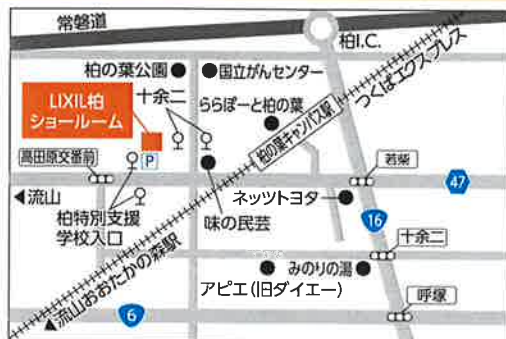 常磐道
柏I.C.
柏の葉公園
国立がんセンター
つくばエクスプレス
LIXIL柏
ショールーム
十余二
ららぽーと柏の葉
柏の葉キャンパス駅
P
高田原交番前
若柴
47
流山
柏特別支援
学校入口
味の民芸
ネッツトヨタ
16
十余二
流山おおたかの森駅
みのりの湯
アピエ(旧ダイエー)
6
呼塚